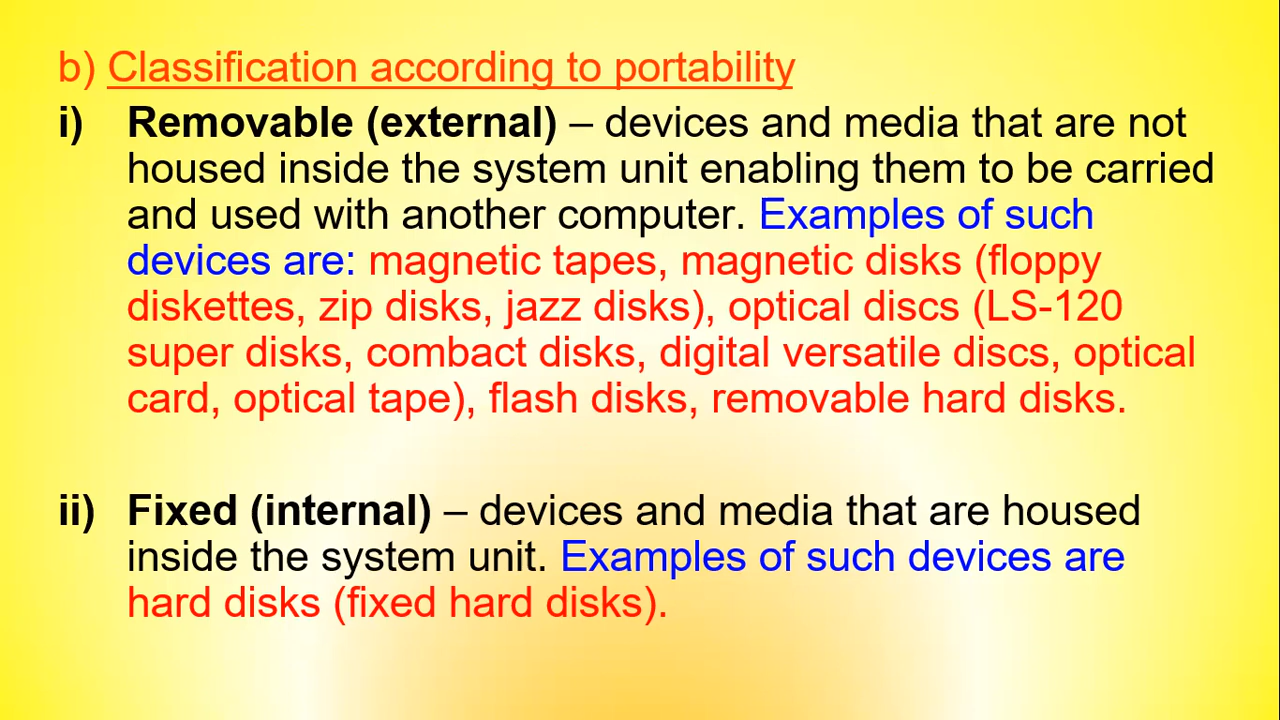 b) Classification according to portability
i) Removable (external) – devices and media that are not
housed inside the system unit enabling them to be carried
and used with another computer. Examples of such
devices are: magnetic tapes, magnetic disks (floppy
diskettes, zip disks, jazz disks), optical discs (LS-120
super disks, combact disks, digital versatile discs, optical
card, optical tape), flash disks, removable hard disks.
ii) Fixed (internal) – devices and media that are housed
inside the system unit. Examples of such devices are
hard disks (fixed hard disks).